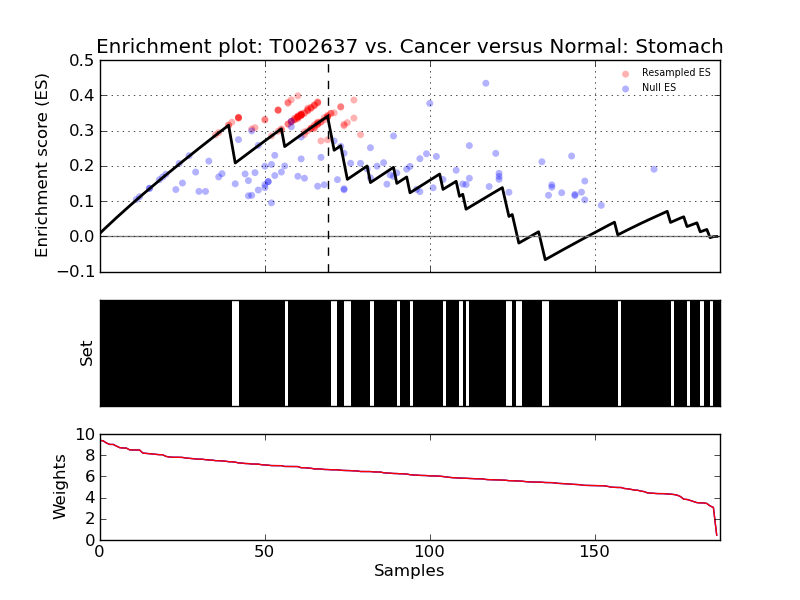 Enrichment plot: T002637 vs. Cancer versus Normal: Stomach
Enrichment score (ES)
0.5
0.4
0.3
0.2
0.1
0.0
−0.1
Resampled ES
Null ES
Set
Weights
10
8
6
4
2
0
0 50 100 150
Samples